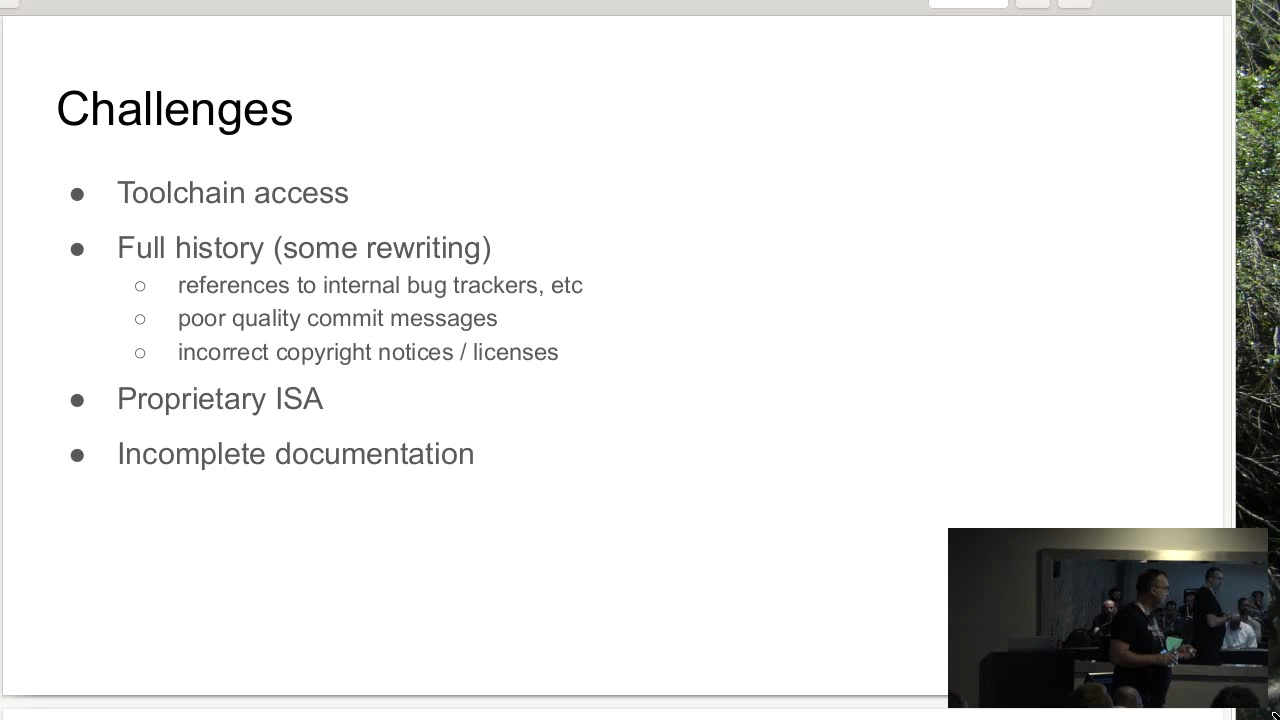 Challenges
● Toolchain access
● Full history (some rewriting)
○ references to internal bug trackers, etc
○ poor quality commit messages
○ incorrect copyright notices / licenses
● Proprietary ISA
● Incomplete documentation